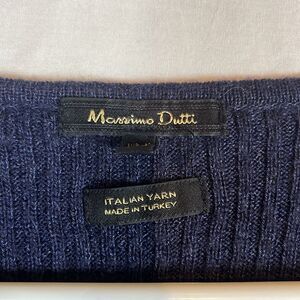 Massimo Dutti
ITALIAN YARN
MADE IN TURKEY